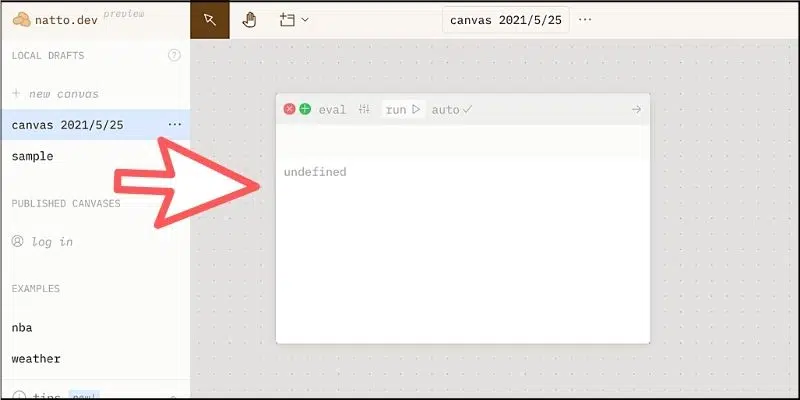 natto.dev preview
canvas 2021/5/25 ...
LOCAL DRAFTS ?
+ new canvas
canvas 2021/5/25 ...
sample
PUBLISHED CANVASES
log in
EXAMPLES
nba
weather
tips new!
eval run auto
undefined